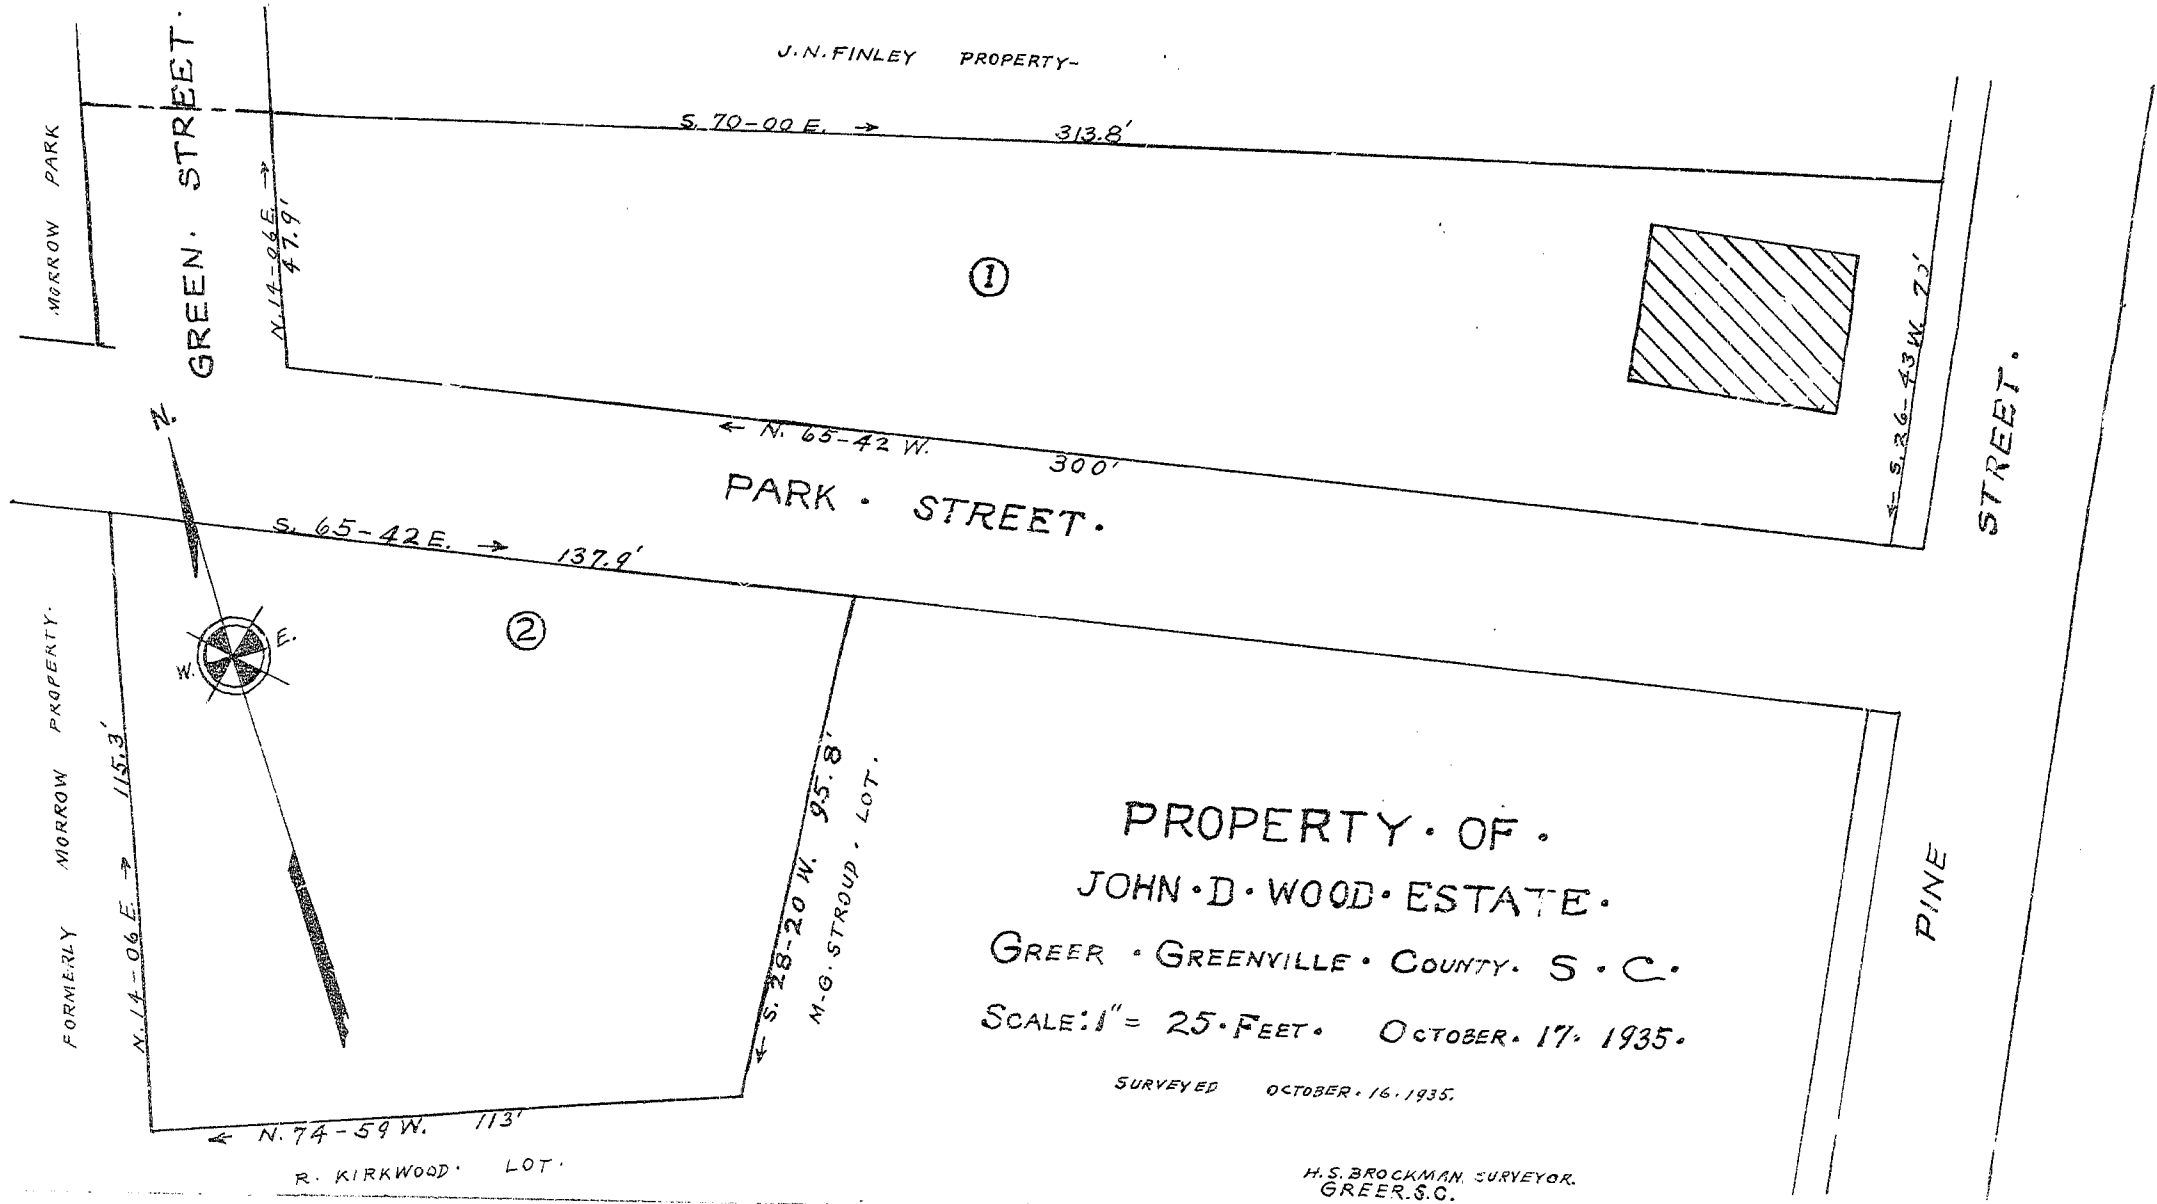 J.N. FINLEY PROPERTY-
S. 70-00 E. → 313.8'
MORROW PARK
GREEN · STREET ·
N. 14-06 E. →
47.9'
①
← S. 26-43 W.
← N. 65-42 W. 300'
PARK · STREET ·
STREET ·
N.
S. 65-42 E. → 137.9'
②
E.
W.
FORMERLY MORROW PROPERTY.
N. 14-06 E → 115.3'
← S. 28-20 W. 95.8'
M-G. STROUD. LOT.
← N. 74-59 W. 113'
R. KIRKWOOD. LOT.
PROPERTY · OF ·
JOHN · D · WOOD · ESTATE ·
GREER · GREENVILLE · COUNTY · S · C ·
SCALE: 1" = 25 · FEET · OCTOBER · 17 · 1935 ·
SURVEYED OCTOBER · 16 · 1935.
PINE
H.S. BROCKMAN, SURVEYOR.
GREER. S.C.